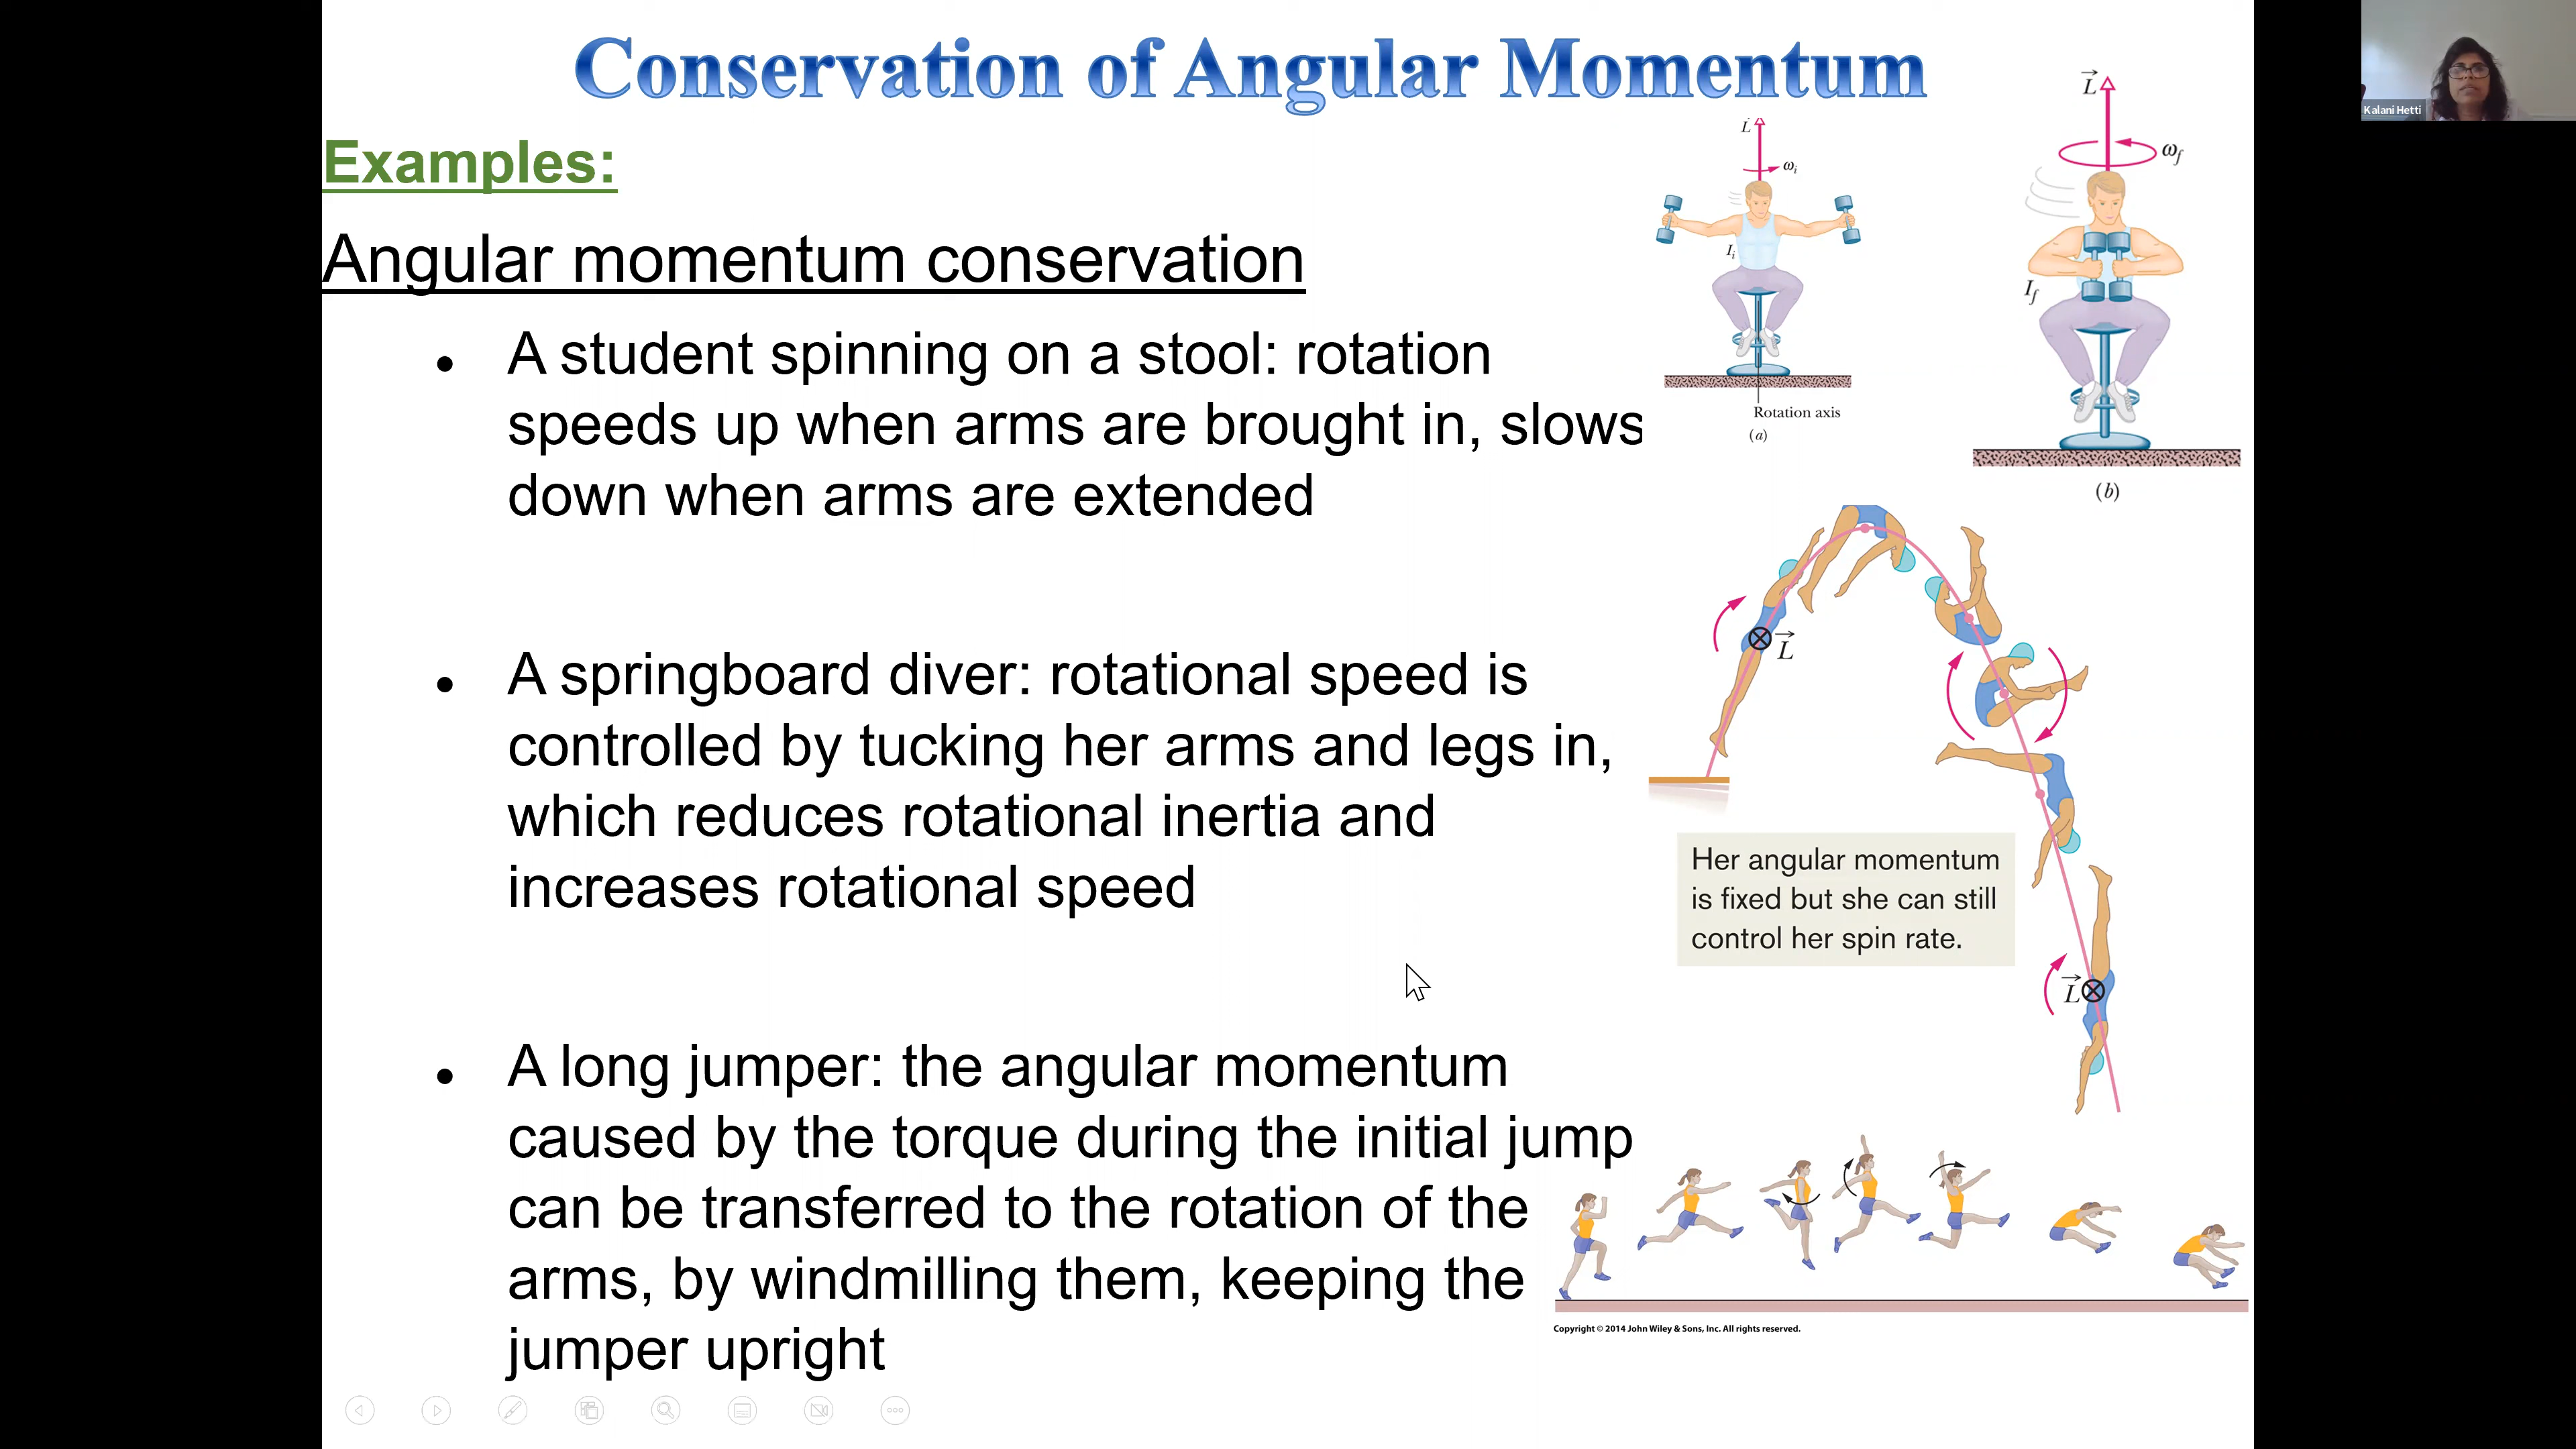 Conservation of Angular Momentum
Kalani Hetti
Examples:
Angular momentum conservation
• A student spinning on a stool: rotation
speeds up when arms are brought in, slows
down when arms are extended
• A springboard diver: rotational speed is
controlled by tucking her arms and legs in,
which reduces rotational inertia and
increases rotational speed
• A long jumper: the angular momentum
caused by the torque during the initial jump
can be transferred to the rotation of the
arms, by windmilling them, keeping the
jumper upright
L
ωi
Ii
Rotation axis
(a)
L⃗
ωf
If
(b)
L⃗
Her angular momentum
is fixed but she can still
control her spin rate.
L⃗
Copyright © 2014 John Wiley & Sons, Inc. All rights reserved.